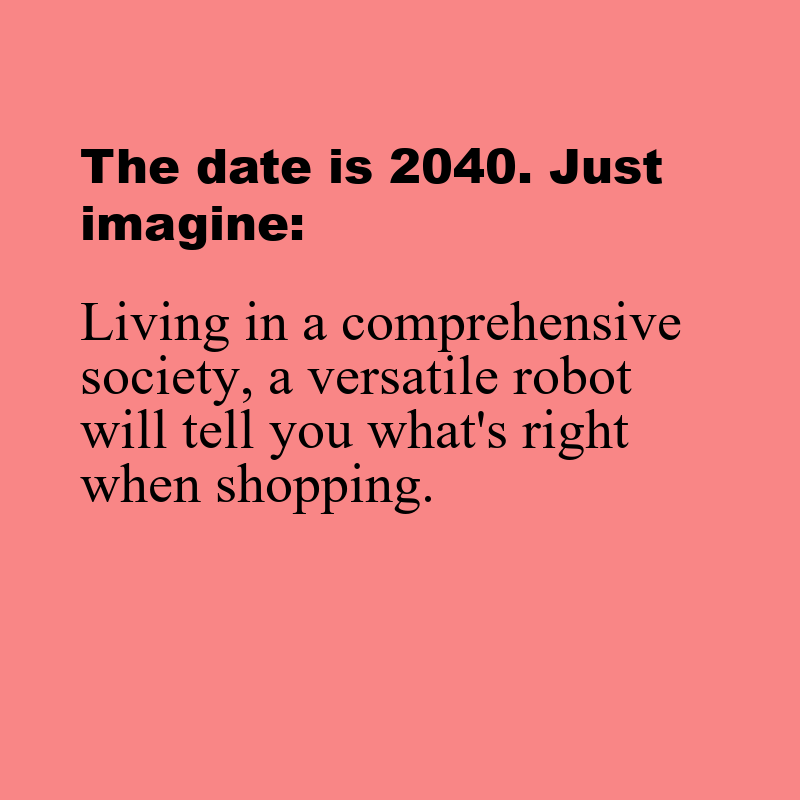 The date is 2040. Just
imagine:
Living in a comprehensive
society, a versatile robot
will tell you what's right
when shopping.